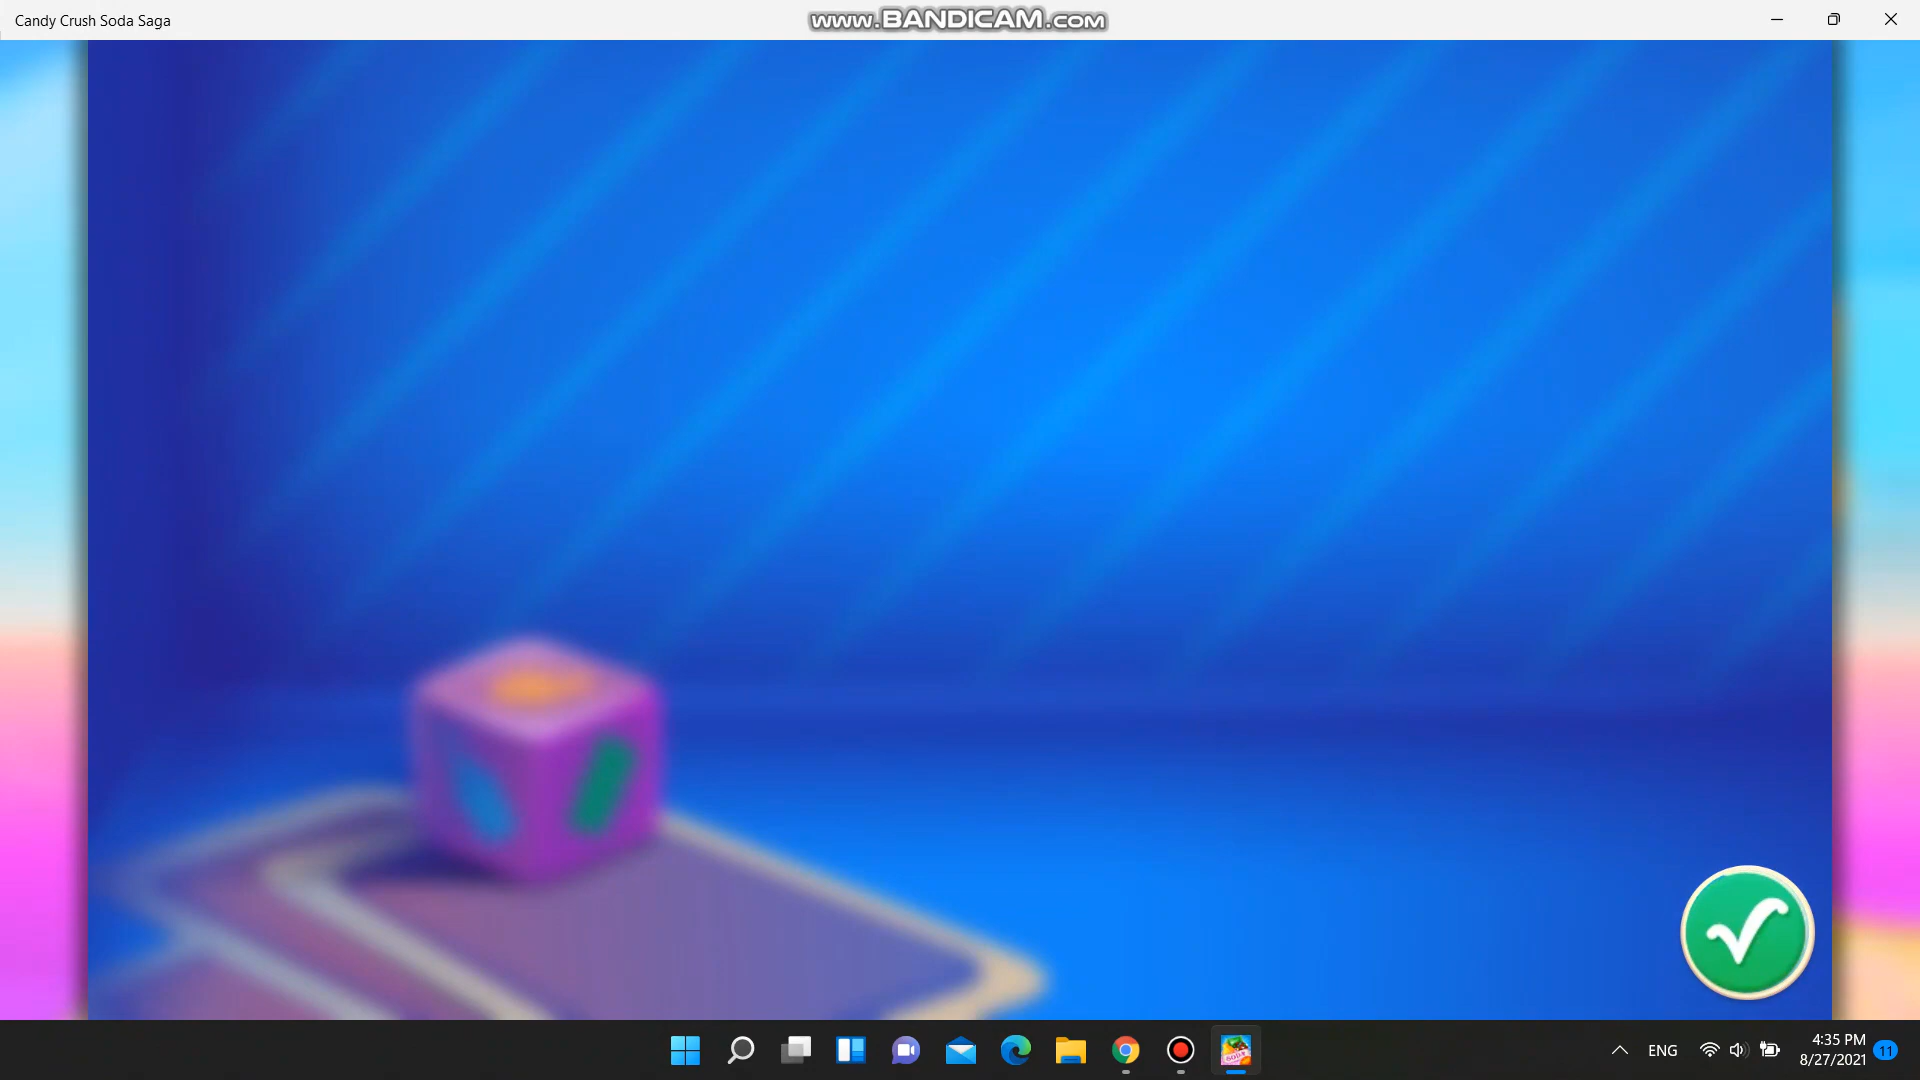 Candy Crush Soda Saga
www.BANDICAM.com
ENG
4:35 PM
8/27/2021
11